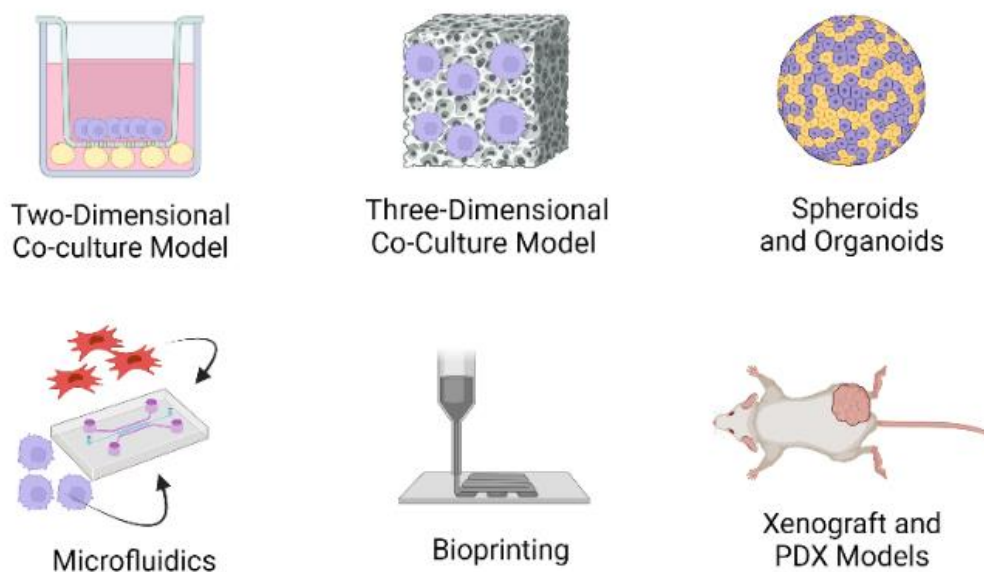 Two-Dimensional
Co-culture Model
Three-Dimensional
Co-Culture Model
Spheroids
and Organoids
Microfluidics
Bioprinting
Xenograft and
PDX Models